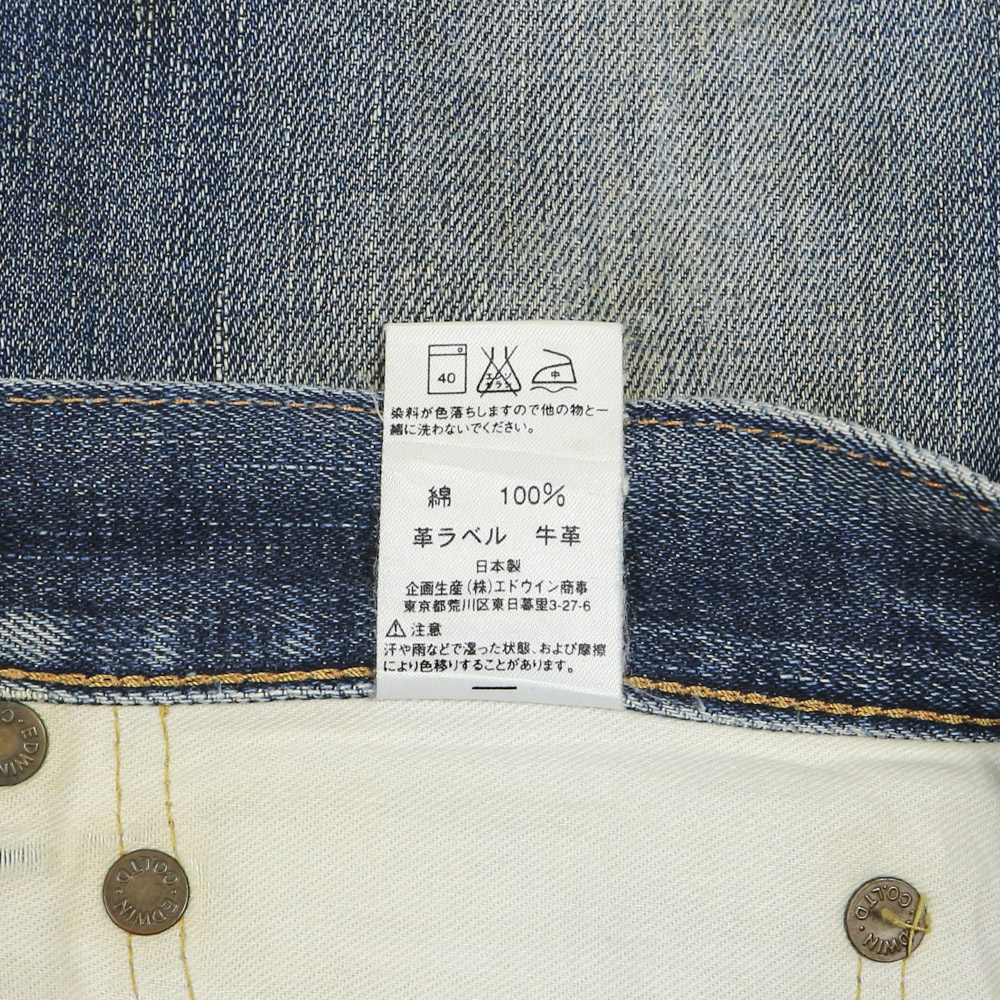 40
エンソ
サラシ
中
染料が色落ちしますので他の物と一
緒に洗わないでください。
綿 100%
革ラベル 牛革
日本製
企画生産(株)エドウイン商事
東京都荒川区東日暮里3-27-6
⚠注意
汗や雨などで湿った状態、および摩擦
により色移りすることがあります。
EDWIN
C
·EDWIN·CO.LTD
EDWIN·CO.LTD